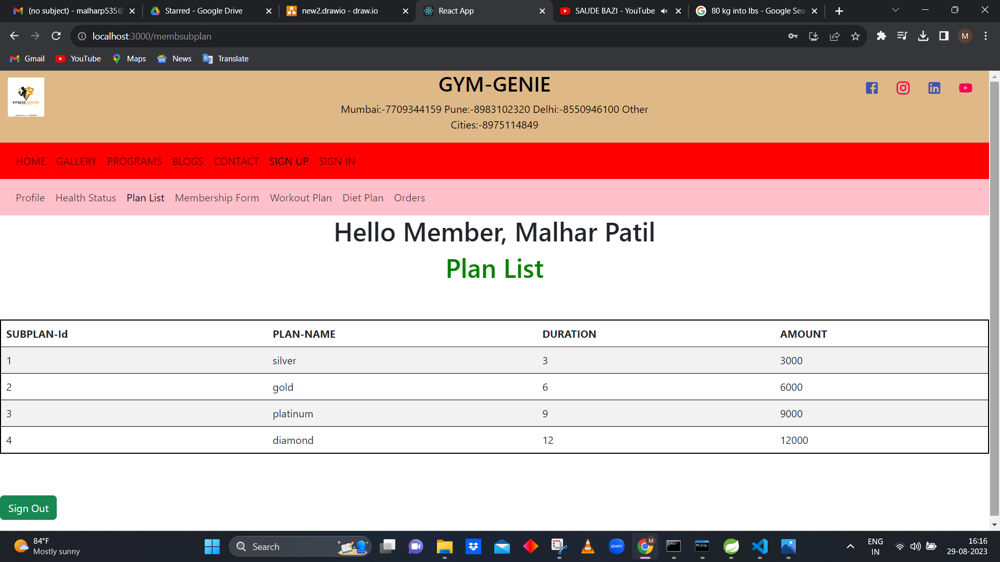 (no subject) - malharp535@
Starred - Google Drive
new2.drawio - draw.io
React App
SAUDE BAZI - YouTube
80 kg into lbs - Google Sea
localhost:3000/membsubplan
M
Gmail
YouTube
Maps
News
Translate
FITNESS CENTER
GYM-GENIE
Mumbai:-7709344159 Pune:-8983102320 Delhi:-8550946100 Other
Cities:-8975114849
HOME GALLERY PROGRAMS BLOGS CONTACT SIGN UP SIGN IN
Profile Health Status Plan List Membership Form Workout Plan Diet Plan Orders
Hello Member, Malhar Patil
Plan List
SUBPLAN-Id PLAN-NAME DURATION AMOUNT
1 silver 3 3000
2 gold 6 6000
3 platinum 9 9000
4 diamond 12 12000
Sign Out
84°F
Mostly sunny
Search
zoom
M
MySQL
ENG
IN
16:16
29-08-2023